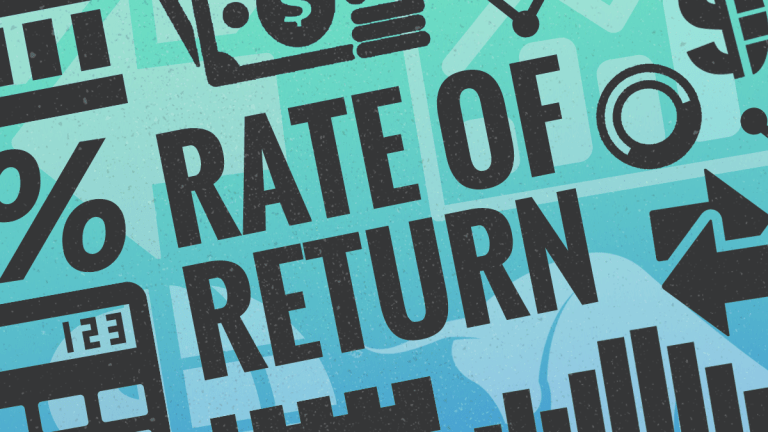 $
$
RATE OF
%
RETURN
123